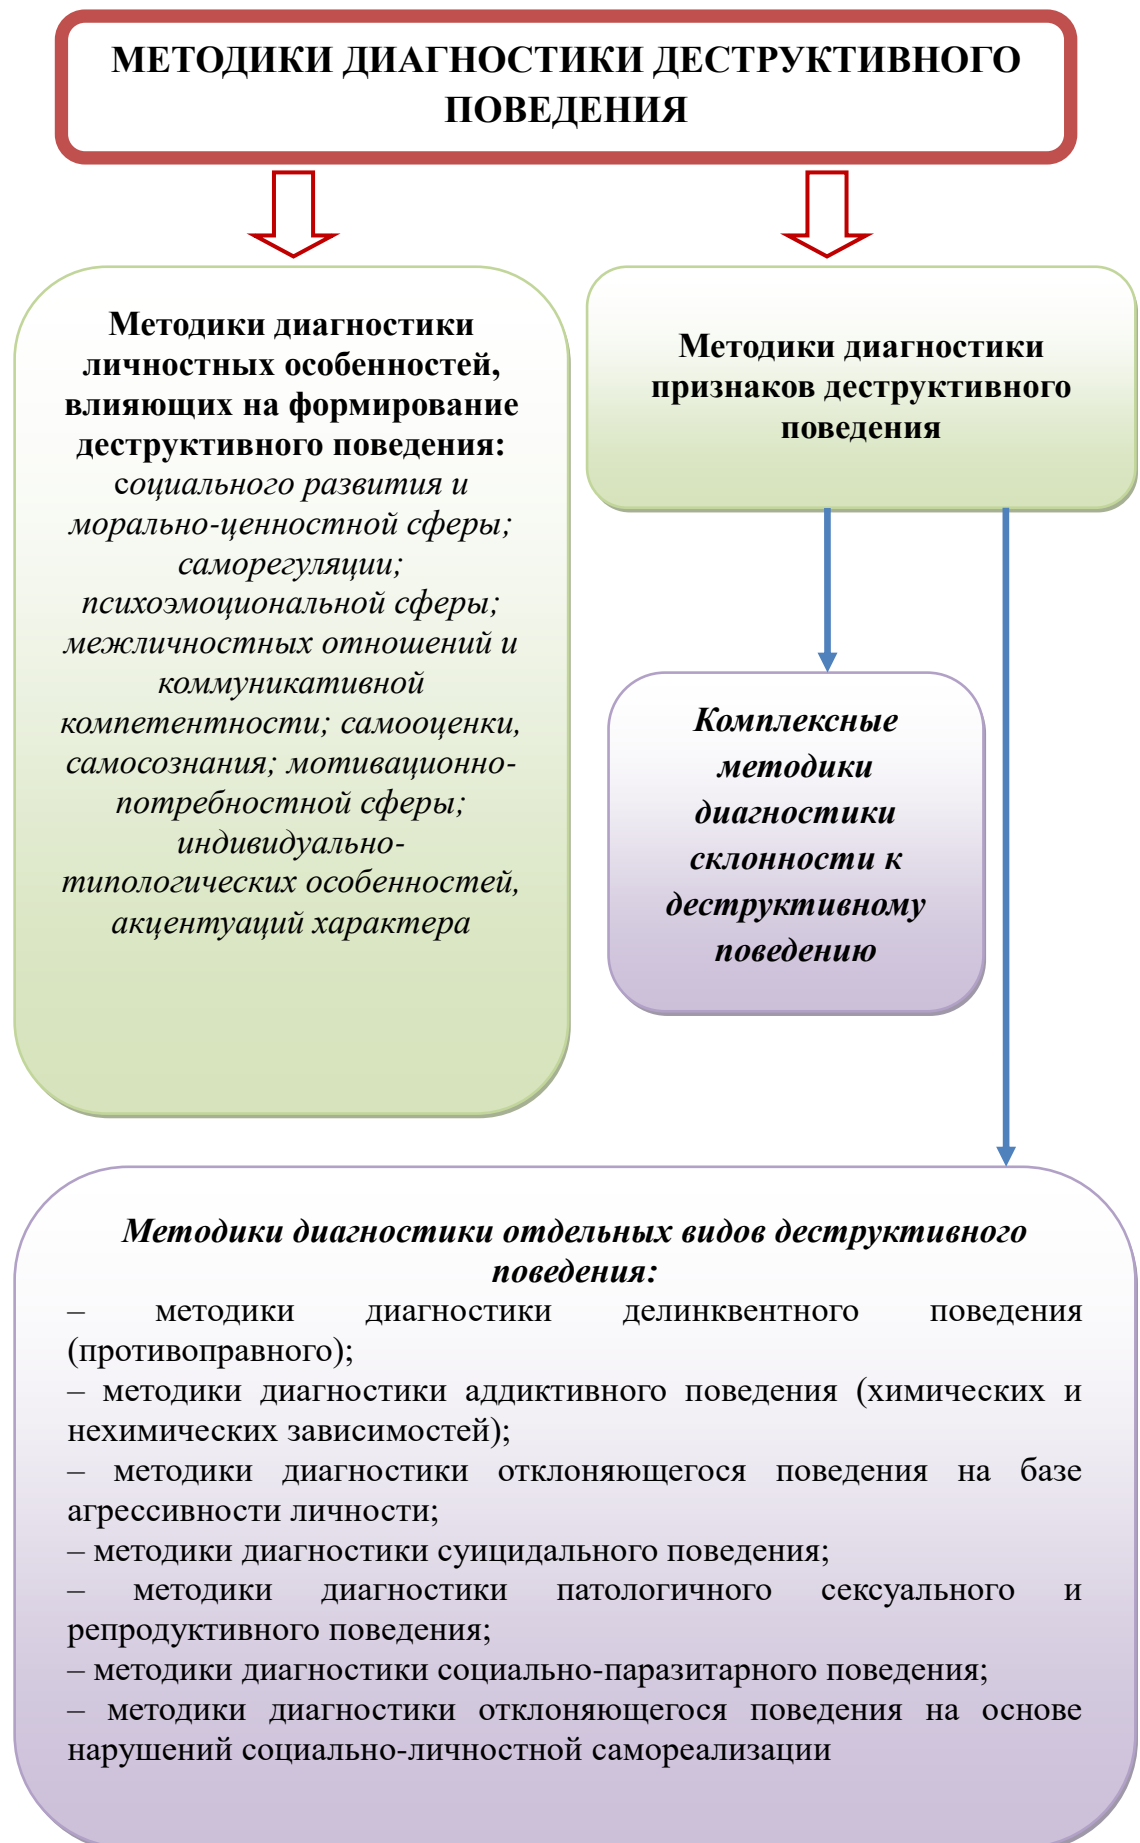 МЕТОДИКИ ДИАГНОСТИКИ ДЕСТРУКТИВНОГО
ПОВЕДЕНИЯ
Методики диагностики
личностных особенностей,
влияющих на формирование
деструктивного поведения:
социального развития и
морально-ценностной сферы;
саморегуляции;
психоэмоциональной сферы;
межличностных отношений и
коммуникативной
компетентности; самооценки,
самосознания; мотивационно-
потребностной сферы;
индивидуально-
типологических особенностей,
акцентуаций характера
Методики диагностики
признаков деструктивного
поведения
Комплексные
методики
диагностики
склонности к
деструктивному
поведению
Методики диагностики отдельных видов деструктивного
поведения:
– методики диагностики делинквентного поведения
(противоправного);
– методики диагностики аддиктивного поведения (химических и
нехимических зависимостей);
– методики диагностики отклоняющегося поведения на базе
агрессивности личности;
– методики диагностики суицидального поведения;
– методики диагностики патологичного сексуального и
репродуктивного поведения;
– методики диагностики социально-паразитарного поведения;
– методики диагностики отклоняющегося поведения на основе
нарушений социально-личностной самореализации